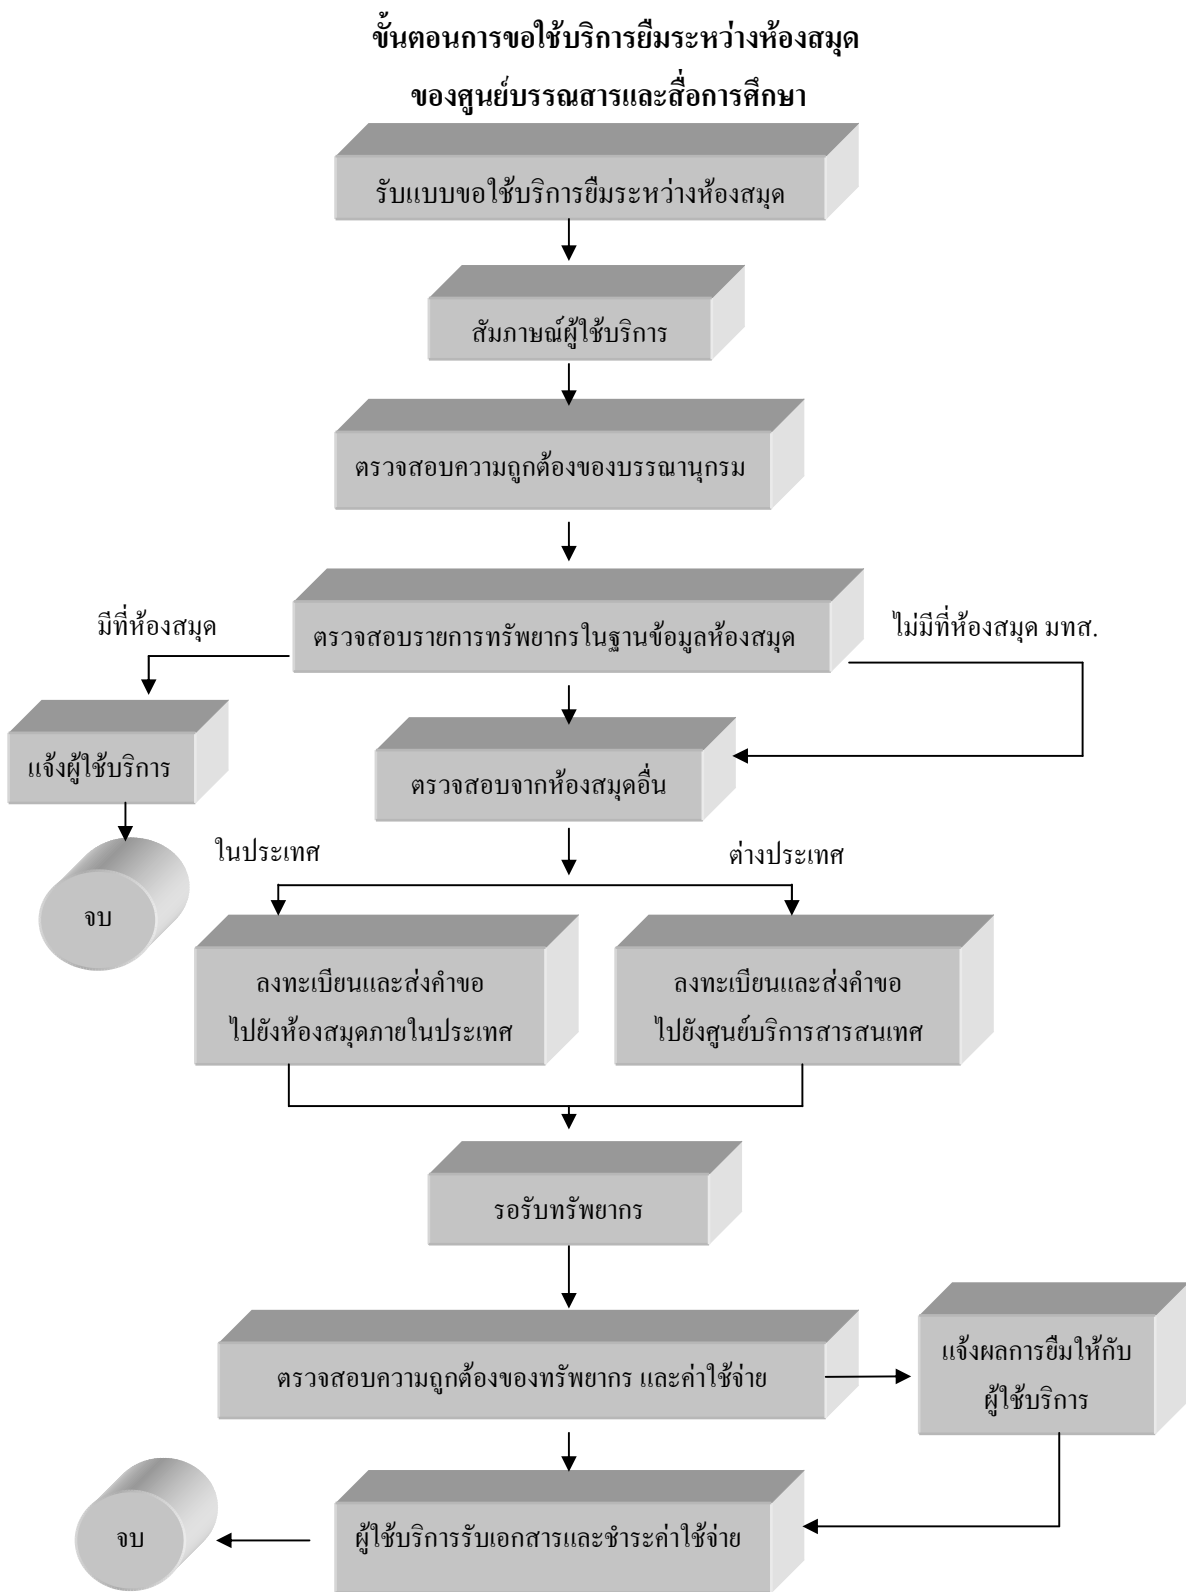 ขั้นตอนการขอใช้บริการยืมระหว่างห้องสมุด
ของศูนย์บรรณสารและสื่อการศึกษา
รับแบบขอใช้บริการยืมระหว่างห้องสมุด
สัมภาษณ์ผู้ใช้บริการ
ตรวจสอบความถูกต้องของบรรณานุกรม
มีที่ห้องสมุด
ตรวจสอบรายการทรัพยากรในฐานข้อมูลห้องสมุด
ไม่มีที่ห้องสมุด มทส.
แจ้งผู้ใช้บริการ
ตรวจสอบจากห้องสมุดอื่น
ในประเทศ
ต่างประเทศ
จบ
ลงทะเบียนและส่งคำขอ
ไปยังห้องสมุดภายในประเทศ
ลงทะเบียนและส่งคำขอ
ไปยังศูนย์บริการสารสนเทศ
รอรับทรัพยากร
ตรวจสอบความถูกต้องของทรัพยากร และค่าใช้จ่าย
แจ้งผลการยืมให้กับ
ผู้ใช้บริการ
ผู้ใช้บริการรับเอกสารและชำระค่าใช้จ่าย
จบ